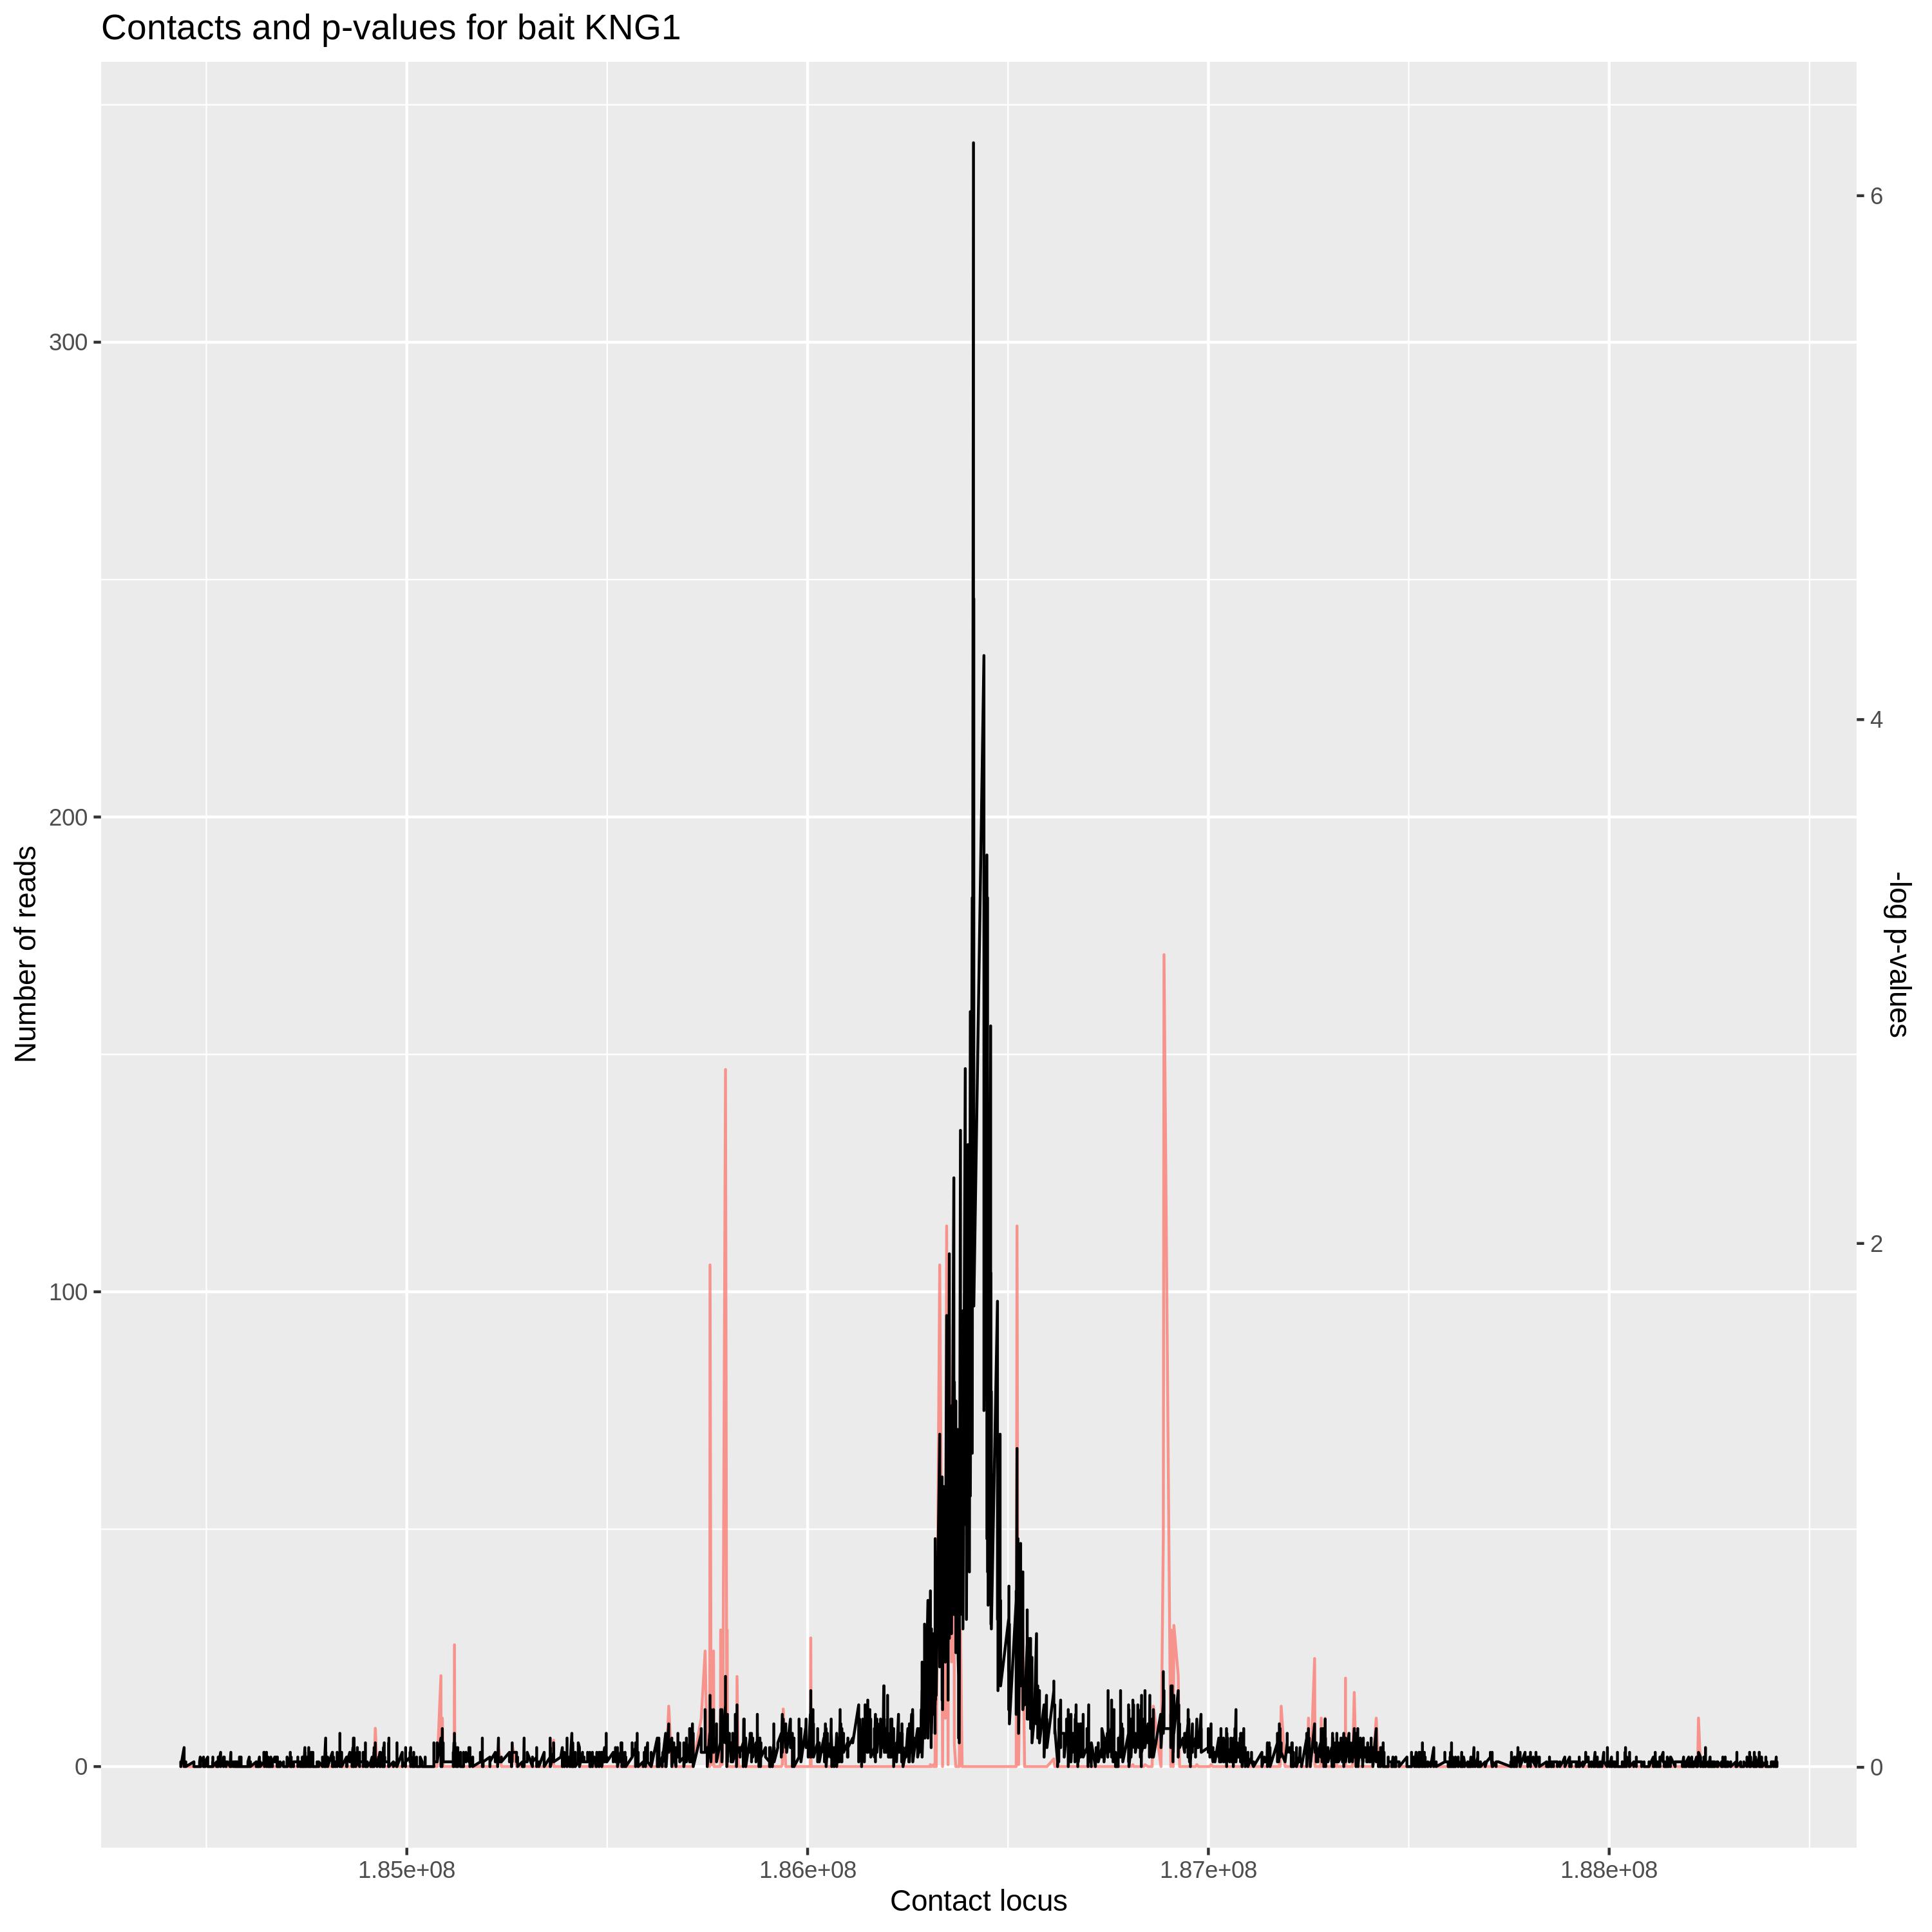 Contacts and p-values for bait KNG1
Number of reads
300
200
100
0
6
4
2
0
-log p-values
1.85e+08
1.86e+08
1.87e+08
1.88e+08
Contact locus